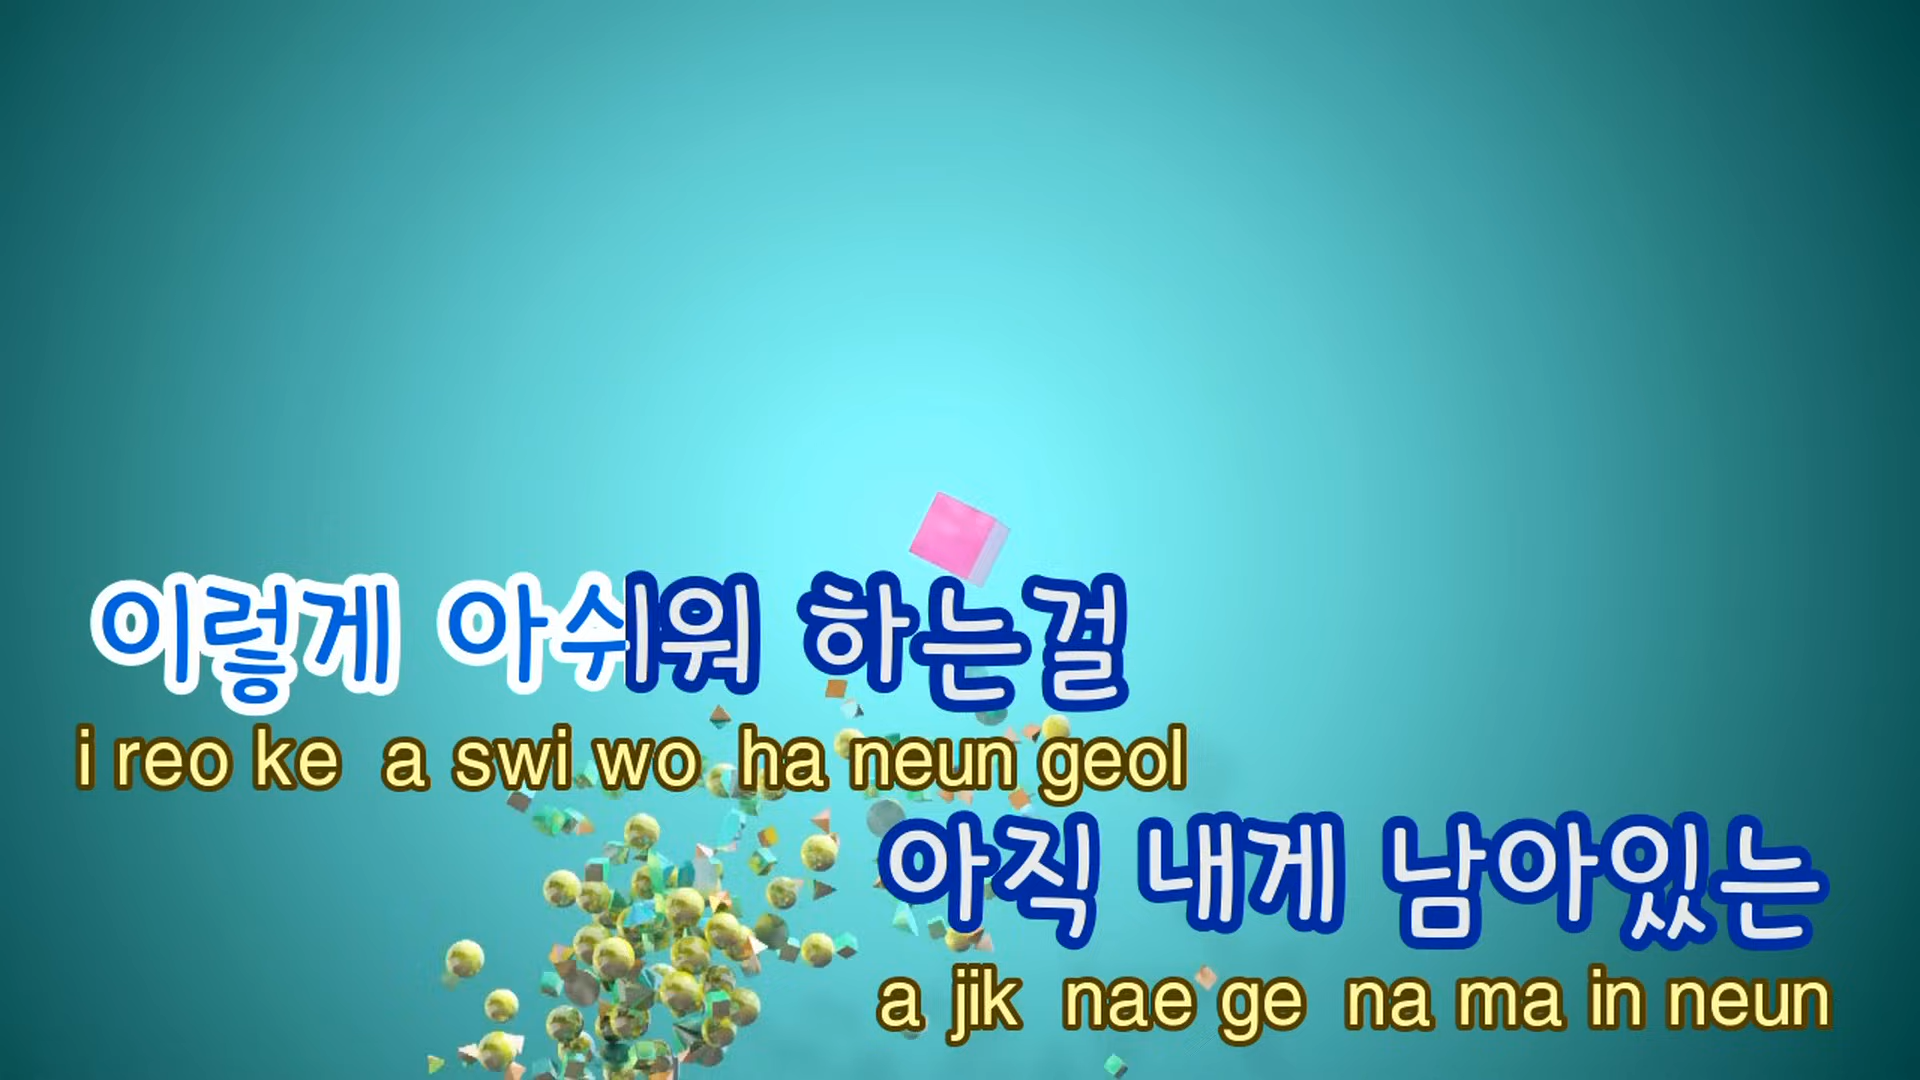 이렇게 아쉬워 하는걸
i reo ke a swi wo ha neun geol
아직 내게 남아있는
a jik nae ge na ma in neun